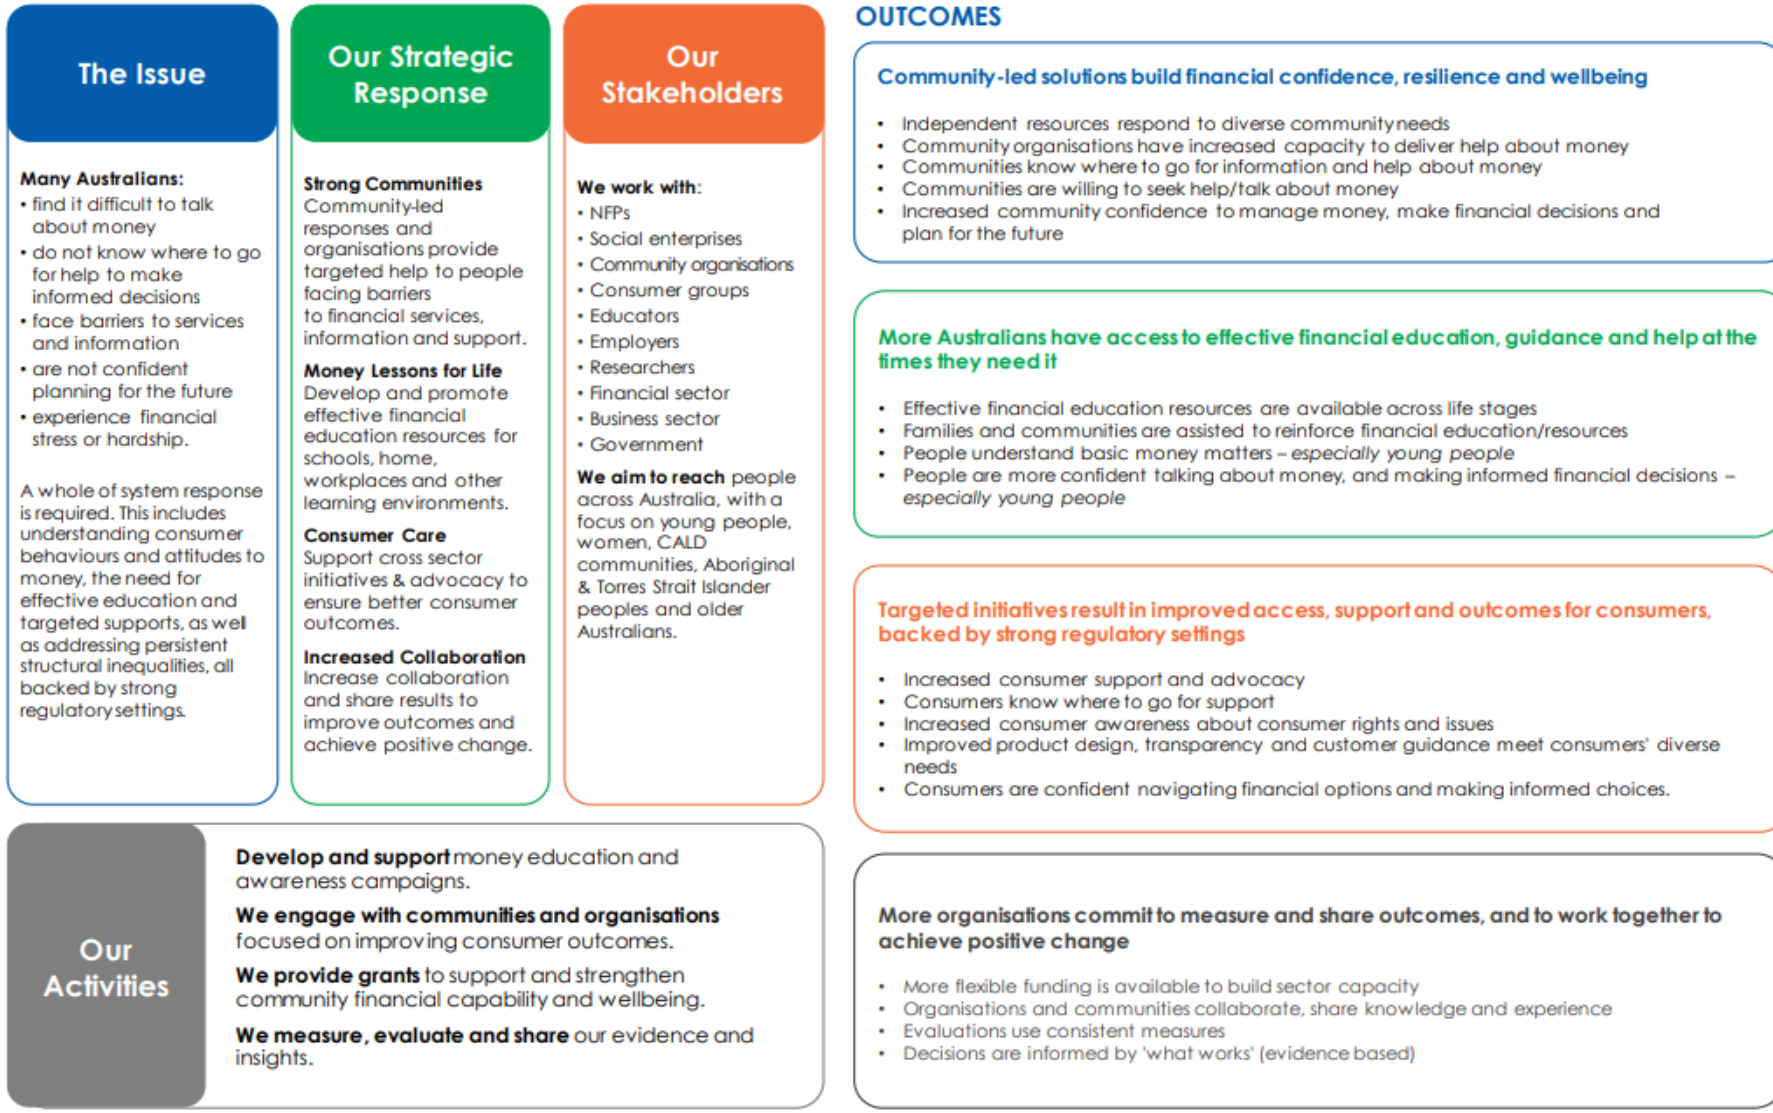 The Issue
Many Australians:
• find it difficult to talk
about money
• do not know where to go
for help to make
informed decisions
• face barriers to services
and information
• are not confident
planning for the future
• experience financial
stress or hardship.
A whole of system response
is required. This includes
understanding consumer
behaviours and attitudes to
money, the need for
effective education and
targeted supports, as well
as addressing persistent
structural inequalities, all
backed by strong
regulatory settings.
Our Strategic
Response
Strong Communities
Community-led
responses and
organisations provide
targeted help to people
facing barriers
to financial services,
information and support.
Money Lessons for Life
Develop and promote
effective financial
education resources for
schools, home,
workplaces and other
learning environments.
Consumer Care
Support cross sector
initiatives & advocacy to
ensure better consumer
outcomes.
Increased Collaboration
Increase collaboration
and share results to
improve outcomes and
achieve positive change.
Our
Stakeholders
We work with:
• NFPs
• Social enterprises
• Community organisations
• Consumer groups
• Educators
• Employers
• Researchers
• Financial sector
• Business sector
• Government
We aim to reach people
across Australia, with a
focus on young people,
women, CALD
communities, Aboriginal
& Torres Strait Islander
peoples and older
Australians.
Our
Activities
Develop and support money education and
awareness campaigns.
We engage with communities and organisations
focused on improving consumer outcomes.
We provide grants to support and strengthen
community financial capability and wellbeing.
We measure, evaluate and share our evidence and
insights.
OUTCOMES
Community-led solutions build financial confidence, resilience and wellbeing
• Independent resources respond to diverse community needs
• Community organisations have increased capacity to deliver help about money
• Communities know where to go for information and help about money
• Communities are willing to seek help/talk about money
• Increased community confidence to manage money, make financial decisions and
plan for the future
More Australians have access to effective financial education, guidance and help at the
times they need it
• Effective financial education resources are available across life stages
• Families and communities are assisted to reinforce financial education/resources
• People understand basic money matters – especially young people
• People are more confident talking about money, and making informed financial decisions –
especially young people
Targeted initiatives result in improved access, support and outcomes for consumers,
backed by strong regulatory settings
• Increased consumer support and advocacy
• Consumers know where to go for support
• Increased consumer awareness about consumer rights and issues
• Improved product design, transparency and customer guidance meet consumers' diverse
needs
• Consumers are confident navigating financial options and making informed choices.
More organisations commit to measure and share outcomes, and to work together to
achieve positive change
• More flexible funding is available to build sector capacity
• Organisations and communities collaborate, share knowledge and experience
• Evaluations use consistent measures
• Decisions are informed by 'what works' (evidence based)